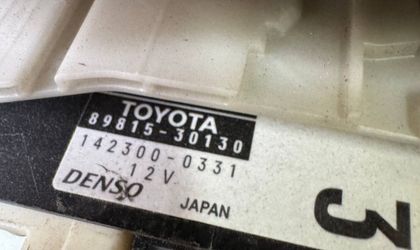 TOYOTA
89815-30130
142300-0331
12V
DENSO JAPAN
3